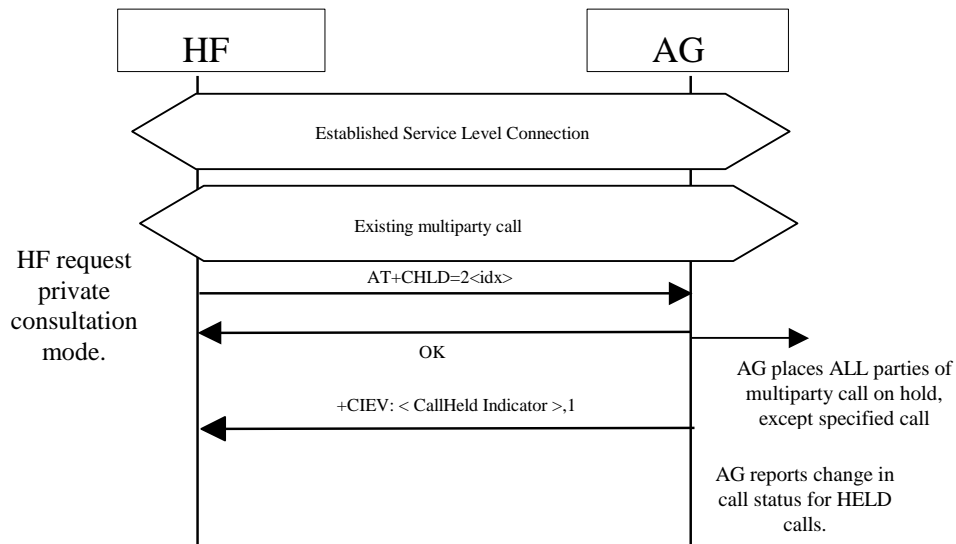 HF
AG
Established Service Level Connection
Existing multiparty call
HF request
private
consultation
mode.
AT+CHLD=2<idx>
OK
AG places ALL parties of
multiparty call on hold,
except specified call
+CIEV: < CallHeld Indicator >,1
AG reports change in
call status for HELD
calls.